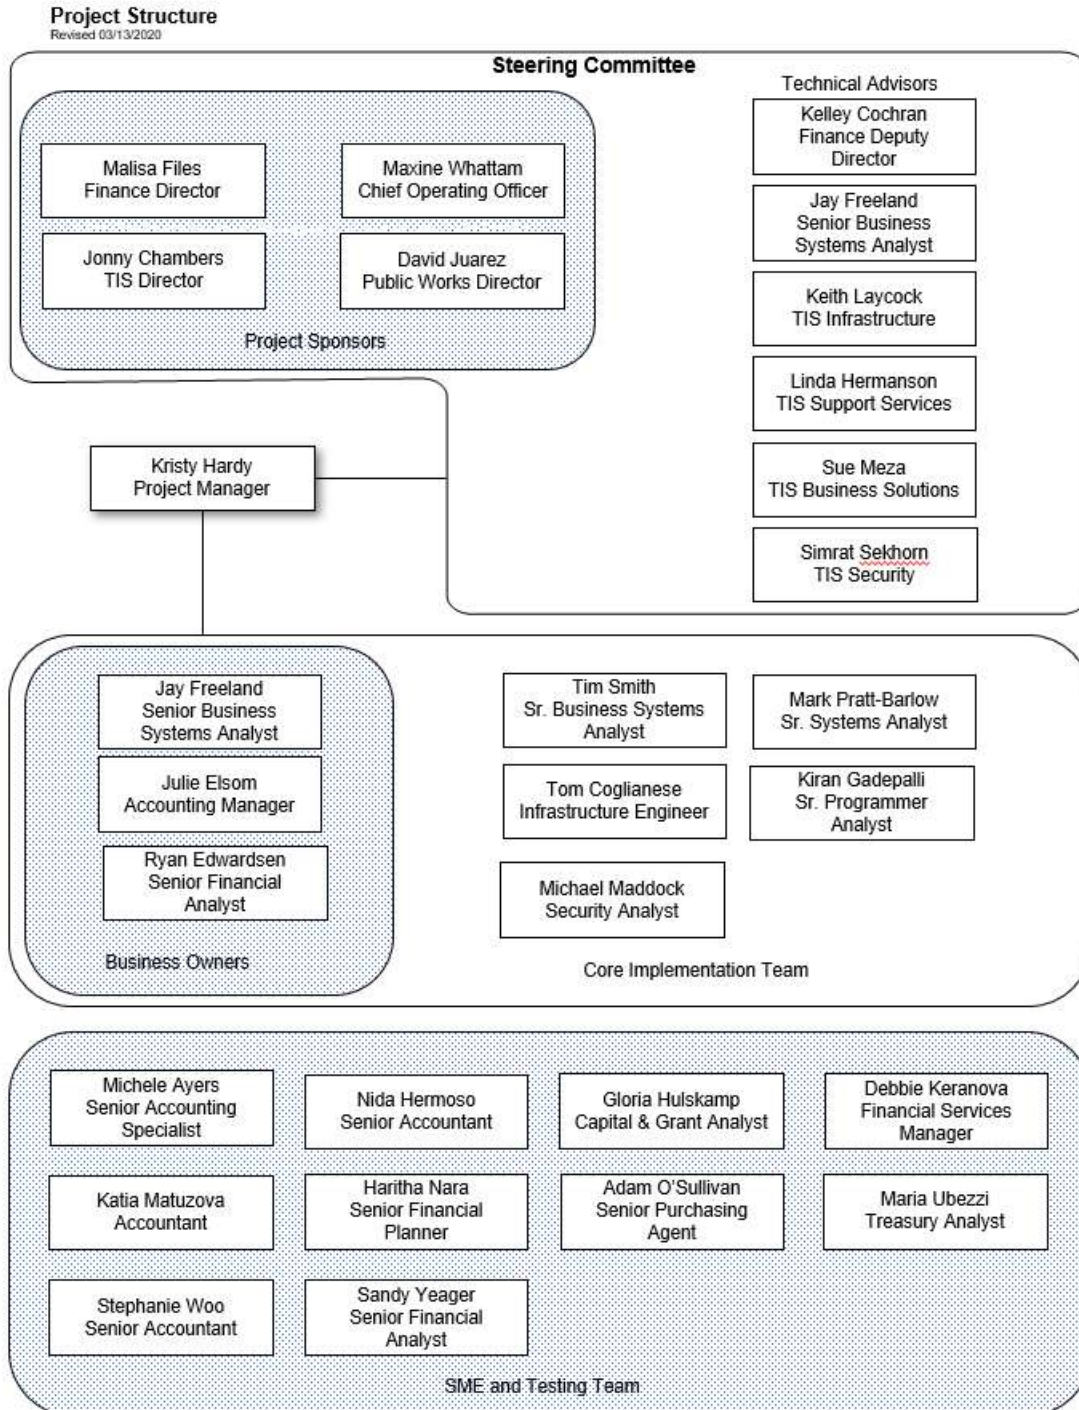 Project Structure
Revised 03/13/2020
Steering Committee
Malisa Files
Finance Director
Maxine Whattam
Chief Operating Officer
Jonny Chambers
TIS Director
David Juarez
Public Works Director
Project Sponsors
Technical Advisors
Kelley Cochran
Finance Deputy
Director
Jay Freeland
Senior Business
Systems Analyst
Keith Laycock
TIS Infrastructure
Linda Hermanson
TIS Support Services
Sue Meza
TIS Business Solutions
Simrat Sekhorn
TIS Security
Kristy Hardy
Project Manager
Jay Freeland
Senior Business
Systems Analyst
Julie Elsom
Accounting Manager
Ryan Edwardsen
Senior Financial
Analyst
Business Owners
Tim Smith
Sr. Business Systems
Analyst
Mark Pratt-Barlow
Sr. Systems Analyst
Tom Coglianese
Infrastructure Engineer
Kiran Gadepalli
Sr. Programmer
Analyst
Michael Maddock
Security Analyst
Core Implementation Team
Michele Ayers
Senior Accounting
Specialist
Nida Hermoso
Senior Accountant
Gloria Hulskamp
Capital & Grant Analyst
Debbie Keranova
Financial Services
Manager
Katia Matuzova
Accountant
Haritha Nara
Senior Financial
Planner
Adam O'Sullivan
Senior Purchasing
Agent
Maria Ubezzi
Treasury Analyst
Stephanie Woo
Senior Accountant
Sandy Yeager
Senior Financial
Analyst
SME and Testing Team